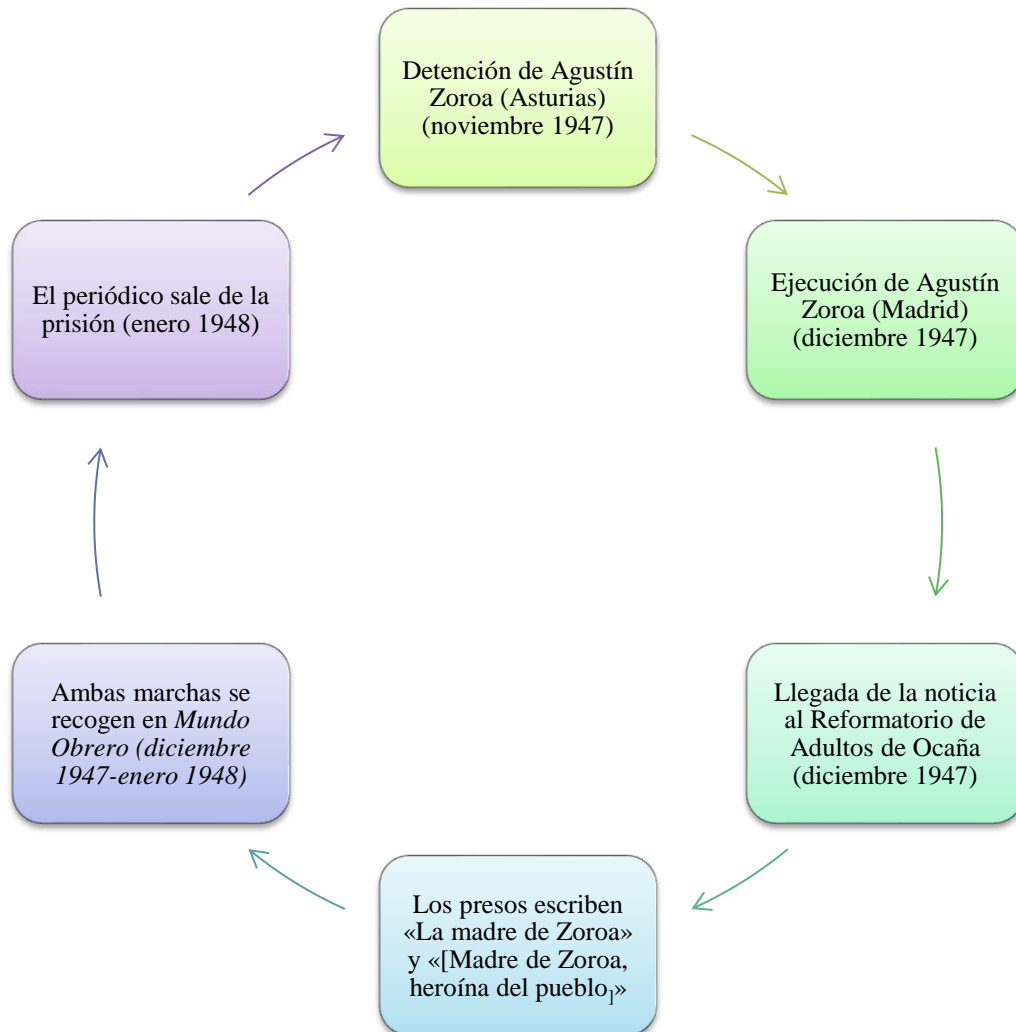 Detención de Agustín
Zoroa (Asturias)
(noviembre 1947)
Ejecución de Agustín
Zoroa (Madrid)
(diciembre 1947)
Llegada de la noticia
al Reformatorio de
Adultos de Ocaña
(diciembre 1947)
Los presos escriben
«La madre de Zoroa»
y «[Madre de Zoroa,
heroína del pueblo]»
Ambas marchas se
recogen en Mundo
Obrero (diciembre
1947-enero 1948)
El periódico sale de la
prisión (enero 1948)